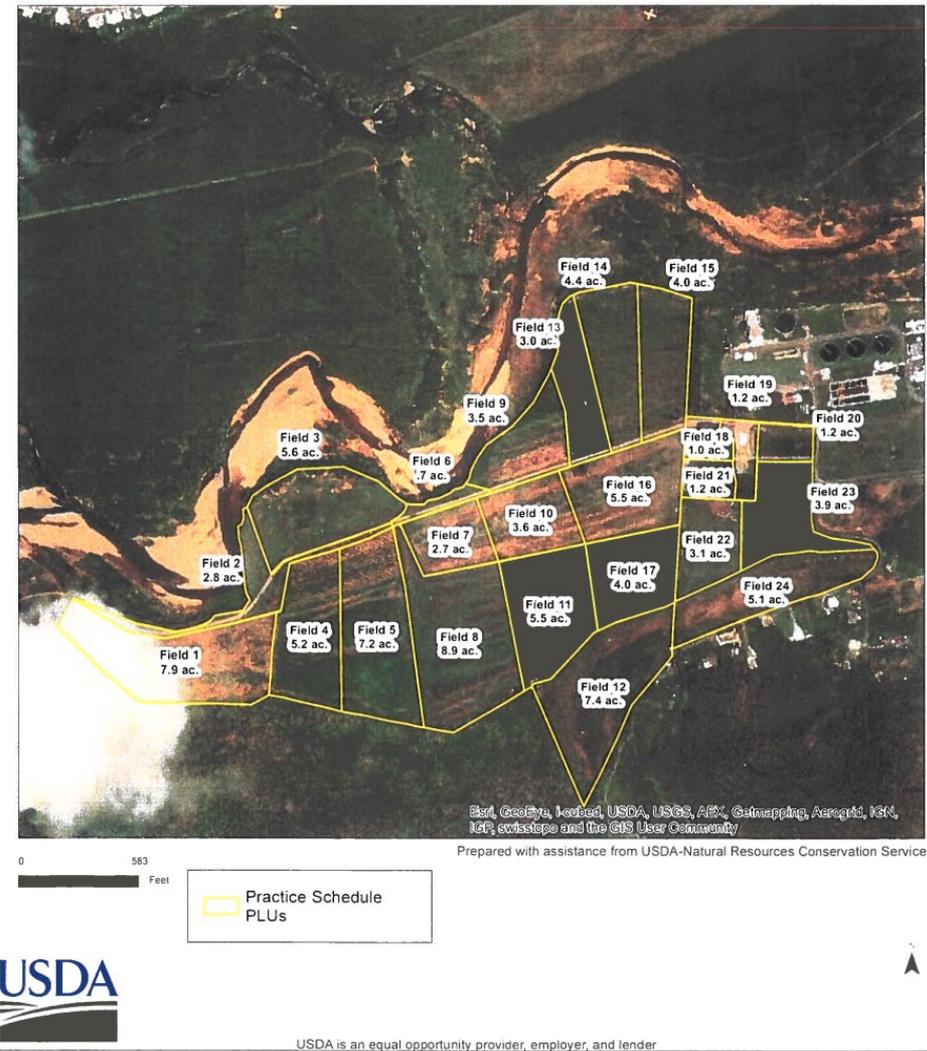 Field 14
4.4 ac.
Field 15
4.0 ac.
Field 13
3.0 ac.
Field 19
1.2 ac.
Field 9
3.5 ac.
Field 20
1.2 ac.
Field 3
5.6 ac.
Field 18
1.0 ac.
Field 6
.7 ac.
Field 21
1.2 ac.
Field 16
5.5 ac.
Field 23
3.9 ac.
Field 10
3.6 ac.
Field 7
2.7 ac.
Field 22
3.1 ac.
Field 2
2.8 ac.
Field 17
4.0 ac.
Field 24
5.1 ac.
Field 11
5.5 ac.
Field 4
5.2 ac.
Field 5
7.2 ac.
Field 8
8.9 ac.
Field 1
7.9 ac.
Field 12
7.4 ac.
Esri, GeoEye, i-cubed, USDA, USGS, AEX, Getmapping, Aerogrid, IGN,
IGP, swisstopo and the GIS User Community
Prepared with assistance from USDA-Natural Resources Conservation Service
0 583
Feet
Practice Schedule
PLUs
USDA
USDA is an equal opportunity provider, employer, and lender